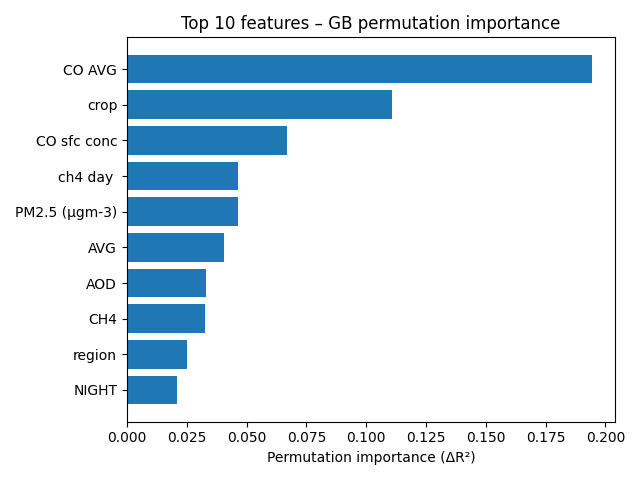 Top 10 features – GB permutation importance
CO AVG
crop
CO sfc conc
ch4 day
PM2.5 (µgm-3)
AVG
AOD
CH4
region
NIGHT
0.000 0.025 0.050 0.075 0.100 0.125 0.150 0.175 0.200
Permutation importance (ΔR²)